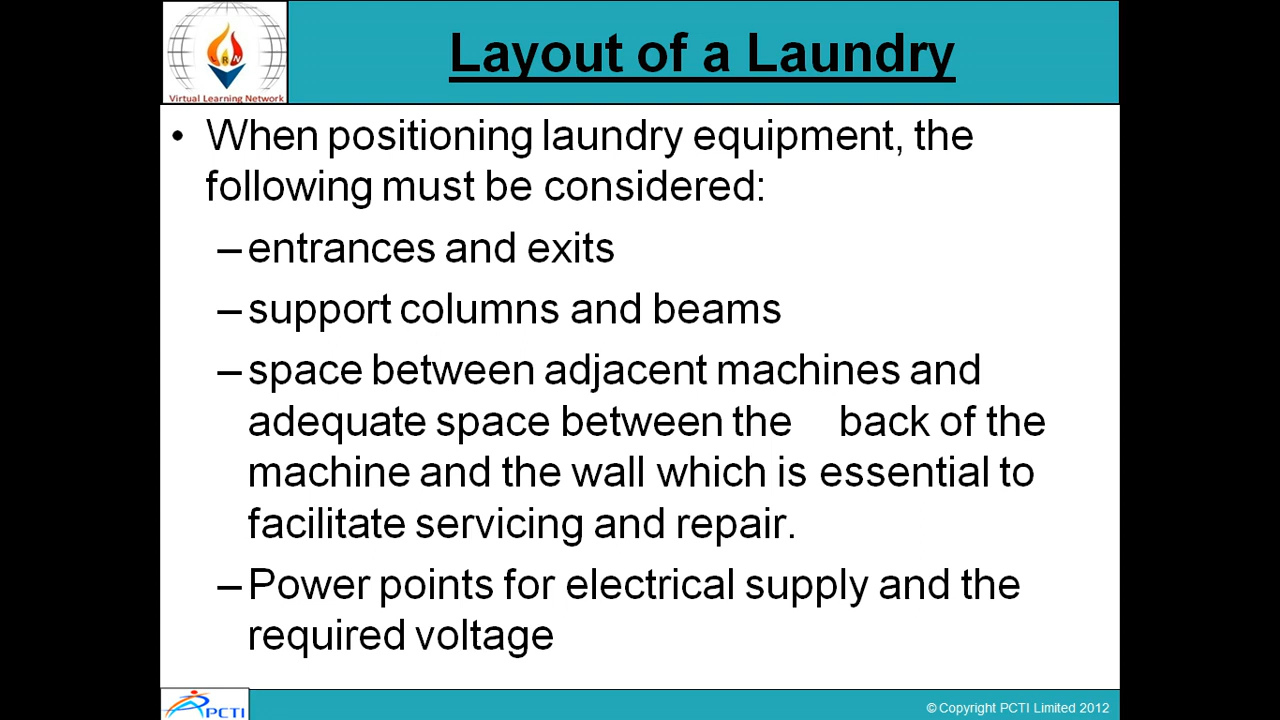 Layout of a Laundry
LRN
Virtual Learning Network
• When positioning laundry equipment, the
following must be considered:
– entrances and exits
– support columns and beams
– space between adjacent machines and
adequate space between the back of the
machine and the wall which is essential to
facilitate servicing and repair.
– Power points for electrical supply and the
required voltage
PCTI
© Copyright PCTI Limited 2012